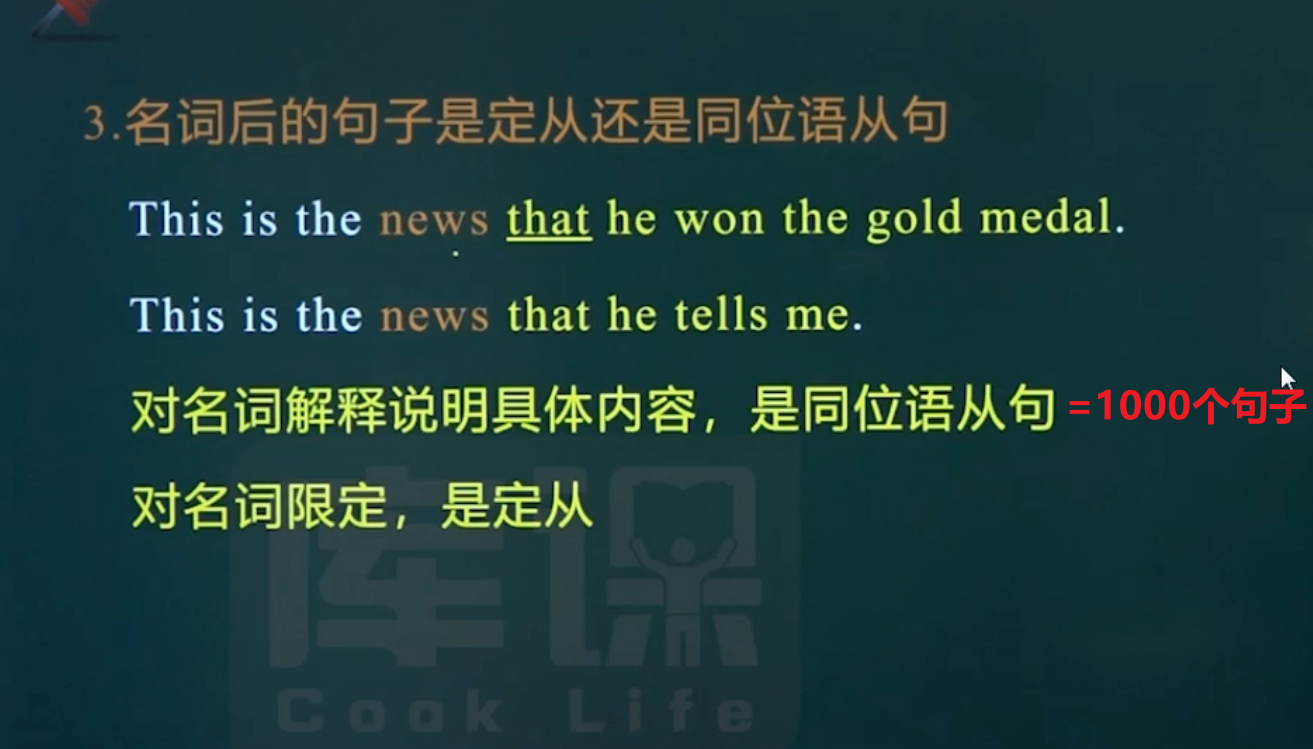 3.名词后的句子是定从还是同位语从句
This is the news that he won the gold medal.
This is the news that he tells me.
对名词解释说明具体内容，是同位语从句 =1000个句子
对名词限定，是定从
库课
Cook Life